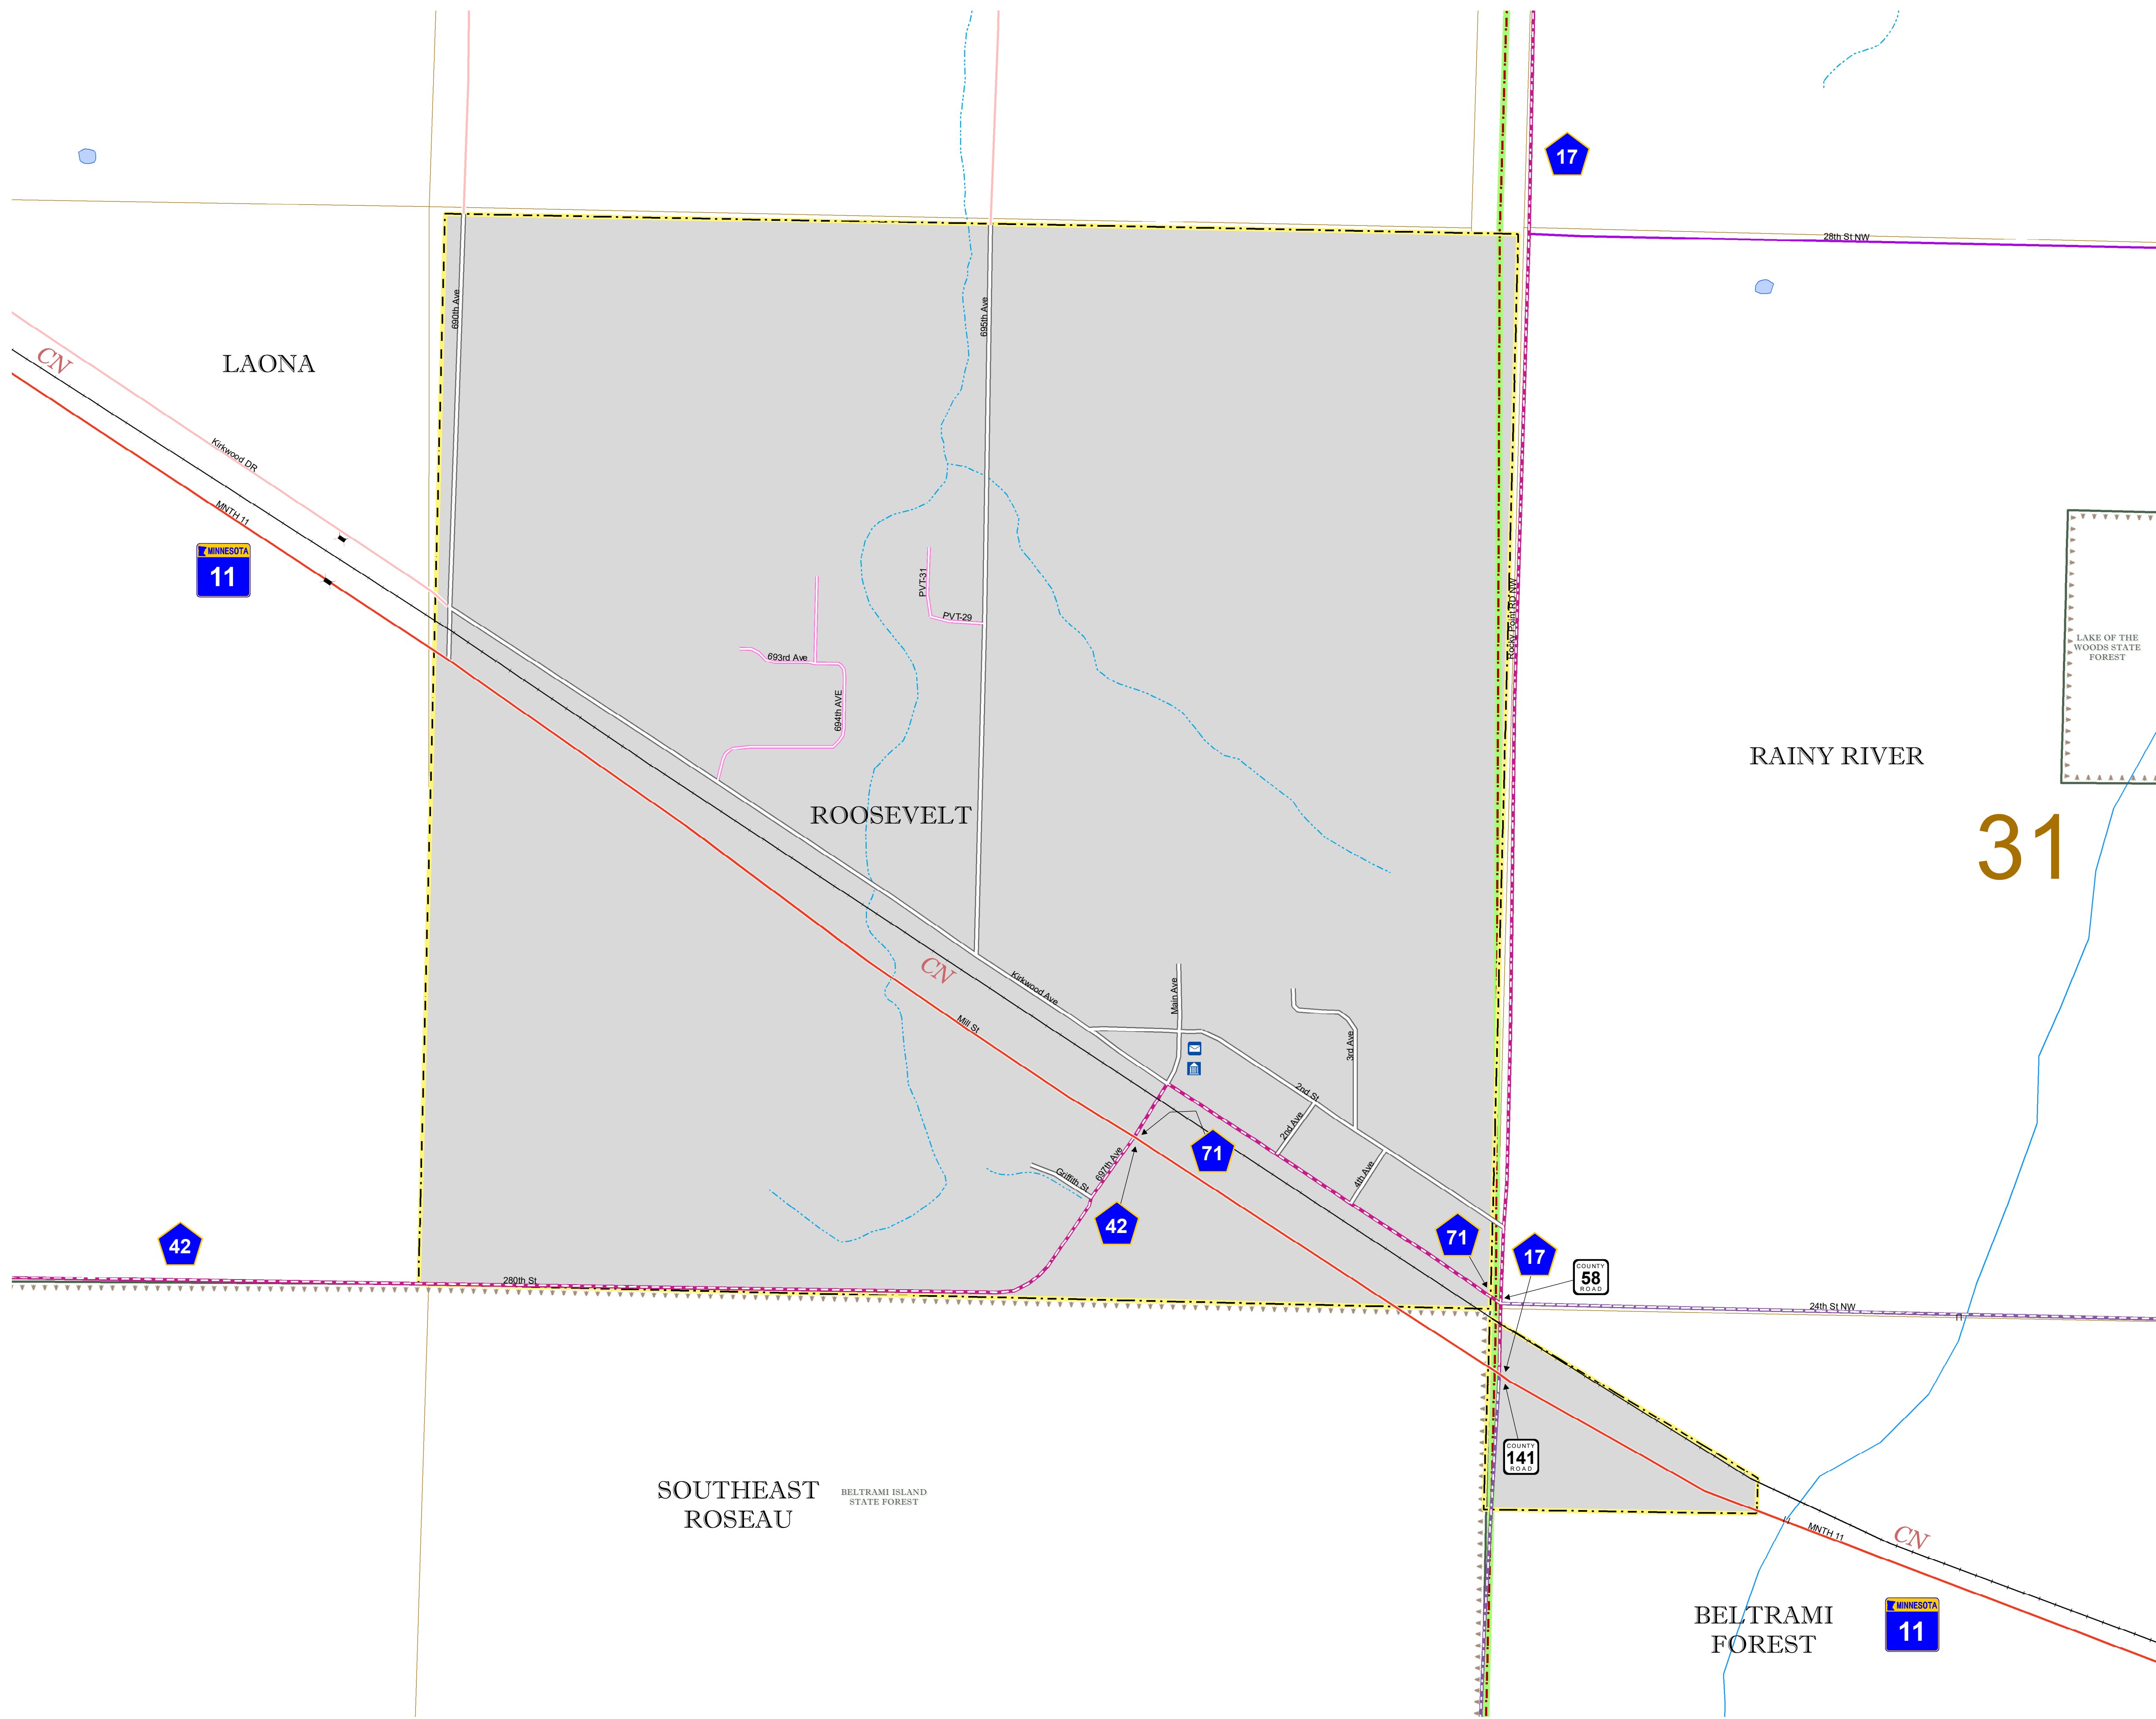 17
28th St NW
690th Ave
695th Ave
CN
LAONA
Kirkwood DR
MNTH 11
MINNESOTA
11
PVT-31
PVT-29
Rocky Point RD NW
LAKE OF THE
WOODS STATE
FOREST
693rd Ave
694th AVE
RAINY RIVER
ROOSEVELT
31
CN
Kirkwood Ave
Main Ave
Mill St
3rd Ave
2nd St
2nd Ave
71
697th Ave
Griffith St
4th Ave
42
71
42
17
COUNTY
58
ROAD
280th St
24th St NW
COUNTY
141
ROAD
SOUTHEAST
ROSEAU
BELTRAMI ISLAND
STATE FOREST
MNTH 11
CN
BELTRAMI
FOREST
MINNESOTA
11